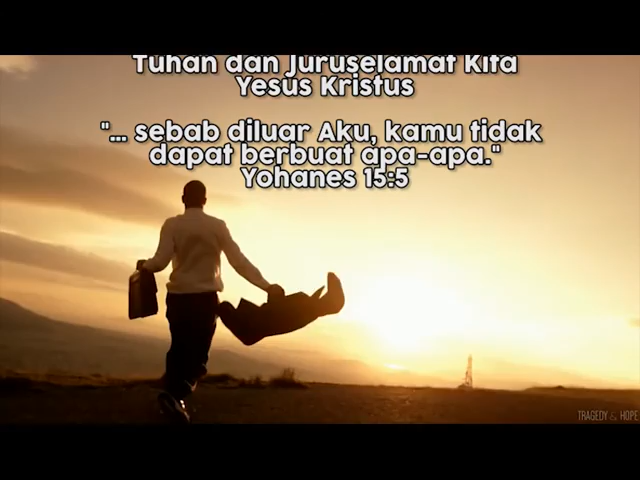 Tuhan dan Juruselamat Kita
Yesus Kristus
"... sebab diluar Aku, kamu tidak
dapat berbuat apa-apa."
Yohanes 15:5
TRAGEDY & HOPE